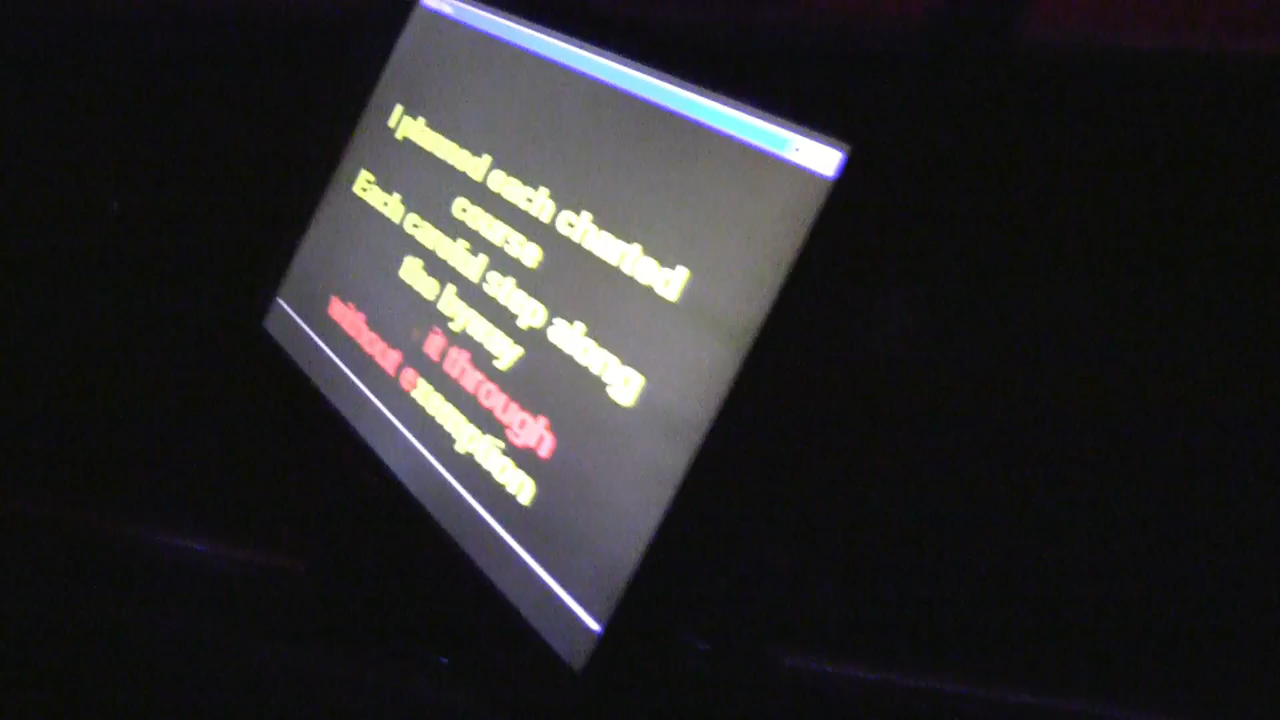 I planned each charted
course
Each careful step along
the byway
it through
without exemption